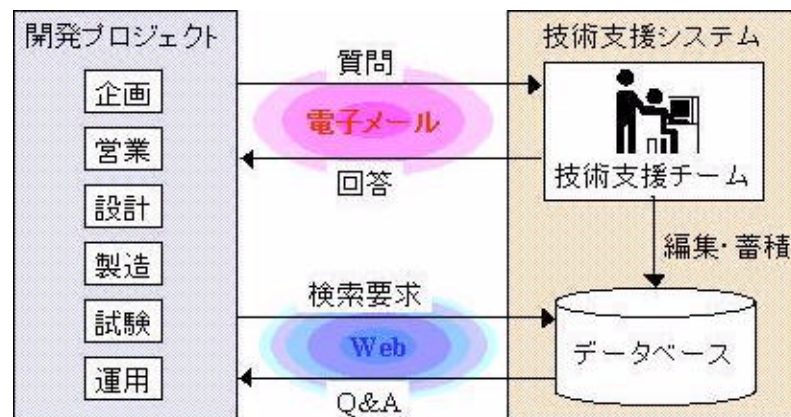 開発プロジェクト
企画
営業
設計
製造
試験
運用
質問
電子メール
回答
検索要求
Web
Q&A
技術支援システム
技術支援チーム
編集・蓄積
データベース